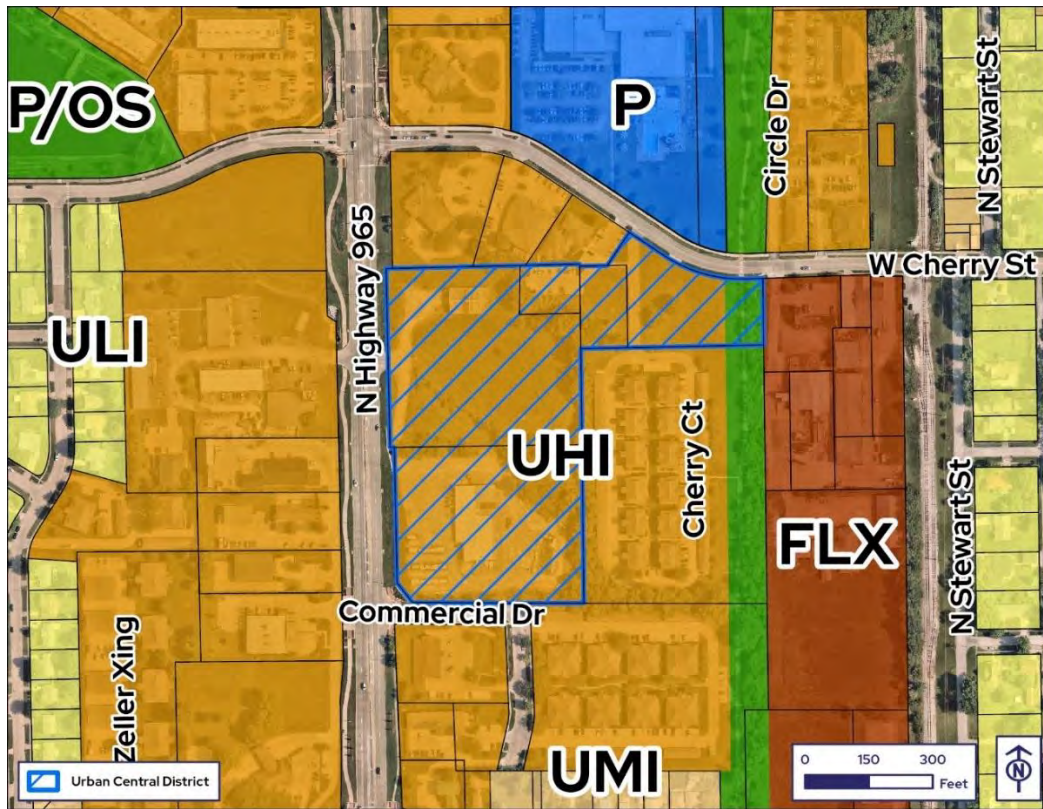 P/OS
P
Circle Dr
N Stewart St
N Highway 965
W Cherry St
ULI
UHI
Cherry Ct
FLX
N Stewart St
Commercial Dr
Zeller Xing
UMI
Urban Central District
0 150 300
Feet
N